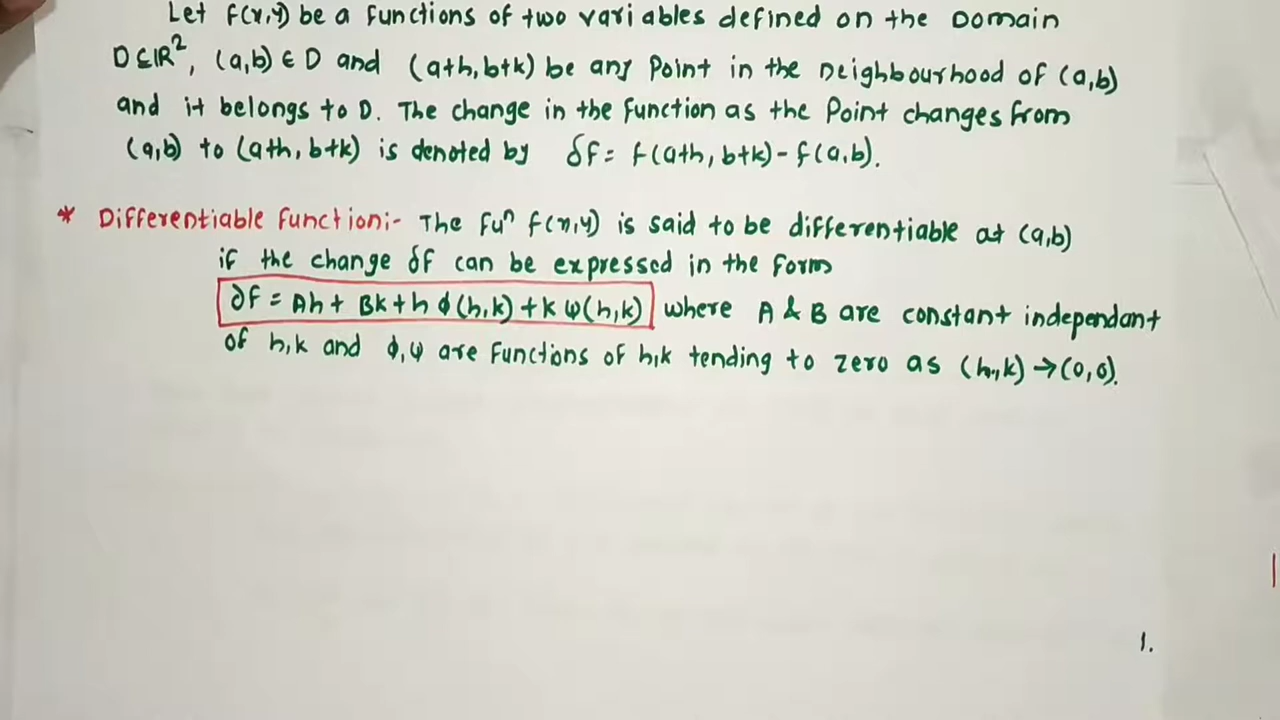 Let f(x,y) be a functions of two variables defined on the Domain
D⊆ℝ², (a,b) ∈ D and (a+h, b+k) be any Point in the neighbourhood of (a,b)
and it belongs to D. The change in the function as the Point changes from
(a,b) to (a+h, b+k) is denoted by δf = f(a+h, b+k) - f(a,b).
* Differentiable function:- The Fuⁿ f(x,y) is said to be differentiable at (a,b)
if the change δf can be expressed in the form
∂f = Ah + Bk + h ϕ(h,k) + k ψ(h,k) where A & B are constant independant
of h,k and ϕ,ψ are functions of h,k tending to zero as (h,k) → (0,0).
1.